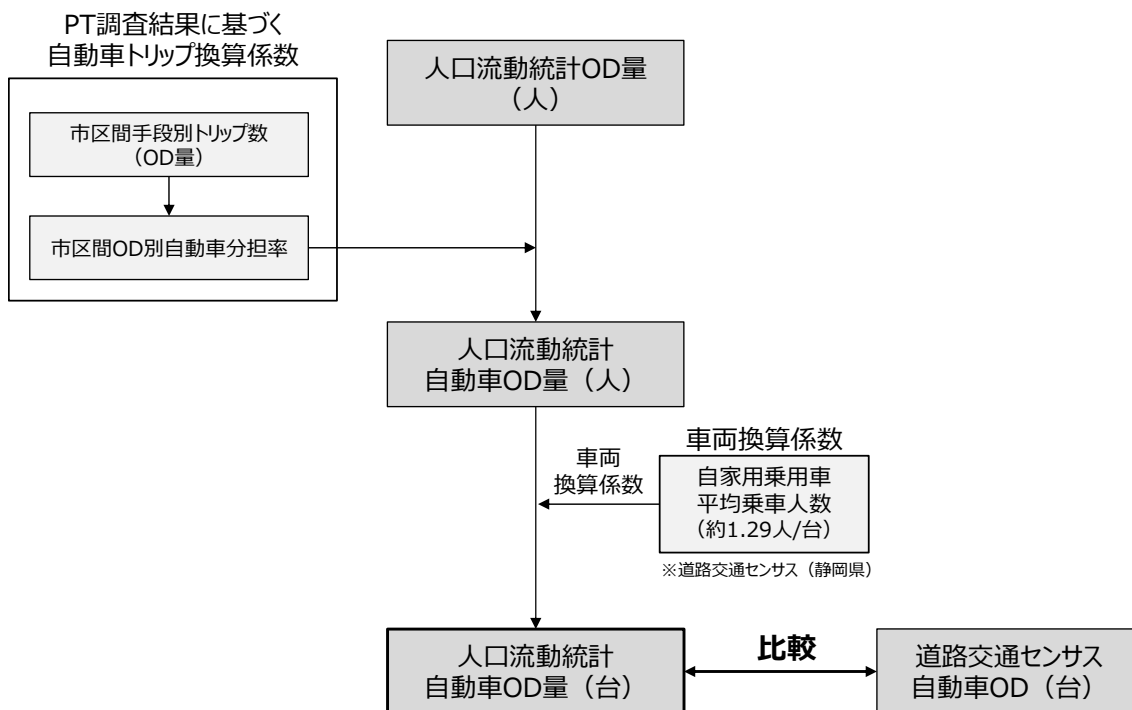 PT調査結果に基づく
自動車トリップ換算係数
市区間手段別トリップ数
（OD量）
市区間OD別自動車分担率
人口流動統計OD量
（人）
人口流動統計
自動車OD量（人）
車両
換算係数
車両換算係数
自家用乗用車
平均乗車人数
（約1.29人/台）
※道路交通センサス（静岡県）
人口流動統計
自動車OD量（台）
比較
道路交通センサス
自動車OD（台）